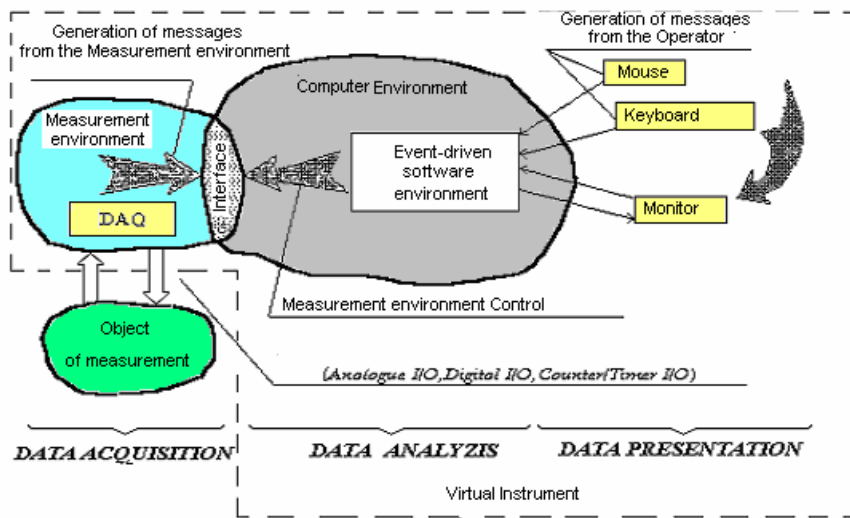 Generation of messages
from the Measurement environment
Generation of messages
from the Operator
Mouse
Computer Environment
Keyboard
Measurement
environment
Interface
Event-driven
software
environment
DAQ
Monitor
Measurement environment Control
Object
of measurement
(Analogue I/O,Digital I/O,Counter/Timer I/O)
DATA ACQUISITION
DATA ANALYZIS
DATA PRESENTATION
Virtual Instrument